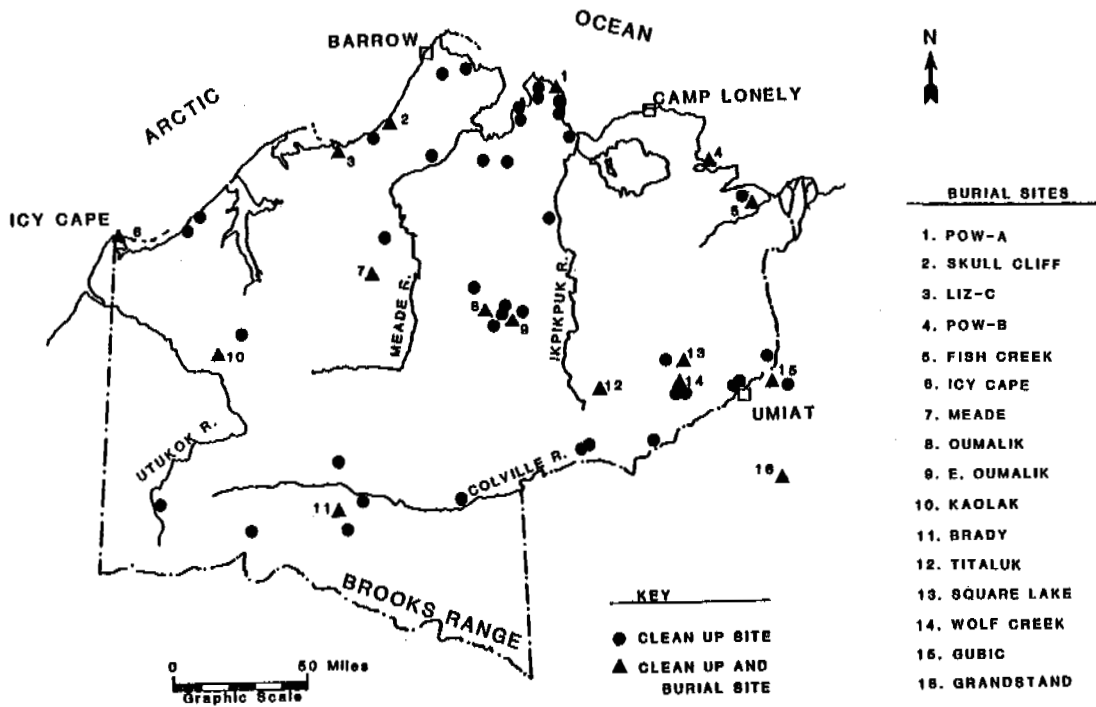 OCEAN
N
BARROW
ARCTIC
1
CAMP LONELY
2
3
4
BURIAL SITES
5
ICY CAPE
6
1. POW-A
2. SKULL CLIFF
3. LIZ-C
4. POW-B
5. FISH CREEK
6. ICY CAPE
7. MEADE
8. OUMALIK
9. E. OUMALIK
10. KAOLAK
11. BRADY
12. TITALUK
13. SQUARE LAKE
14. WOLF CREEK
15. GUBIC
16. GRANDSTAND
7
MEADE R.
IKPIKPUK R.
8
9
10
13
12
14
15
UMIAT
UTUKOK R.
COLVILLE R.
16
11
BROOKS RANGE
KEY
CLEAN UP SITE
CLEAN UP AND
BURIAL SITE
0 50 Miles
Graphic Scale